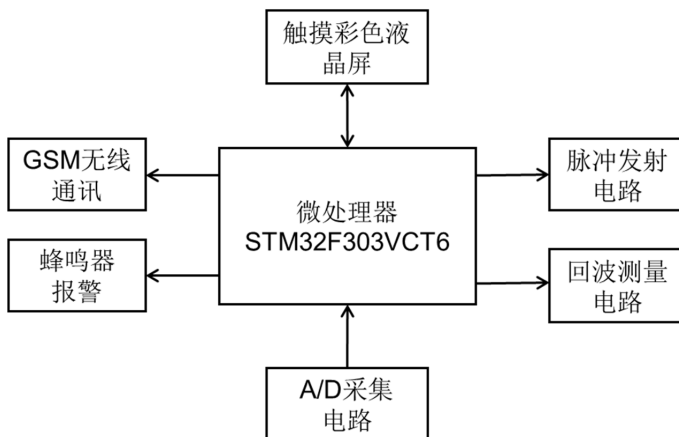 触摸彩色液
晶屏
GSM无线
通讯
微处理器
STM32F303VCT6
脉冲发射
电路
蜂鸣器
报警
回波测量
电路
A/D采集
电路